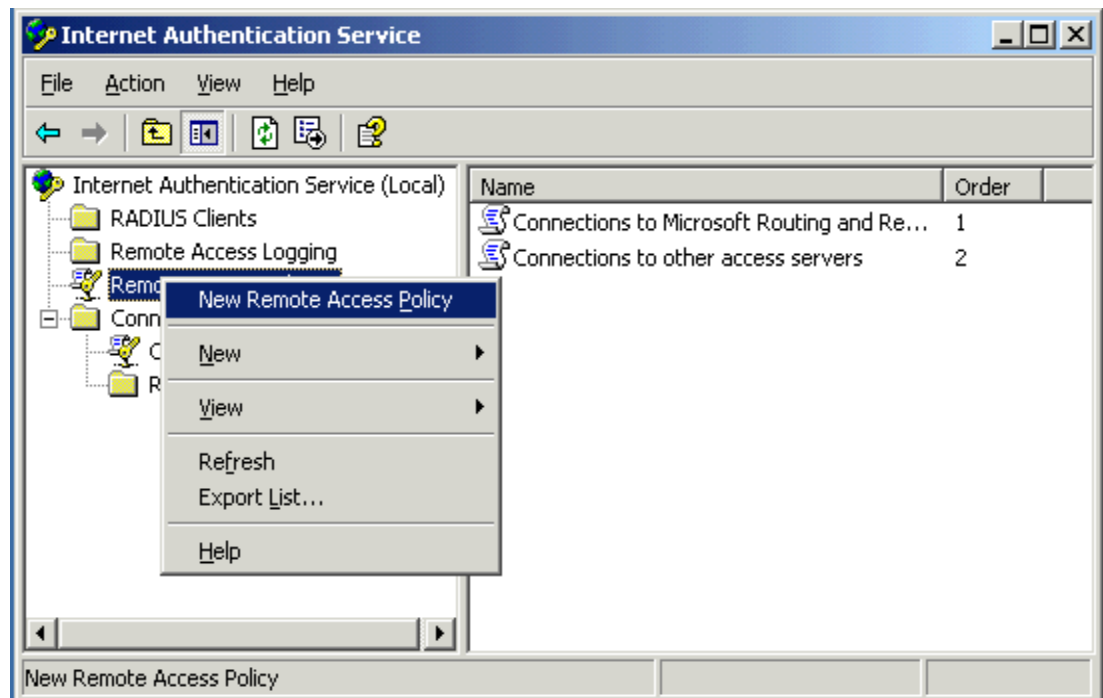 Internet Authentication Service
File Action View Help
Internet Authentication Service (Local)
RADIUS Clients
Remote Access Logging
New Remote Access Policy
New
View
Refresh
Export List...
Help
Name Order
Connections to Microsoft Routing and Re... 1
Connections to other access servers 2
New Remote Access Policy